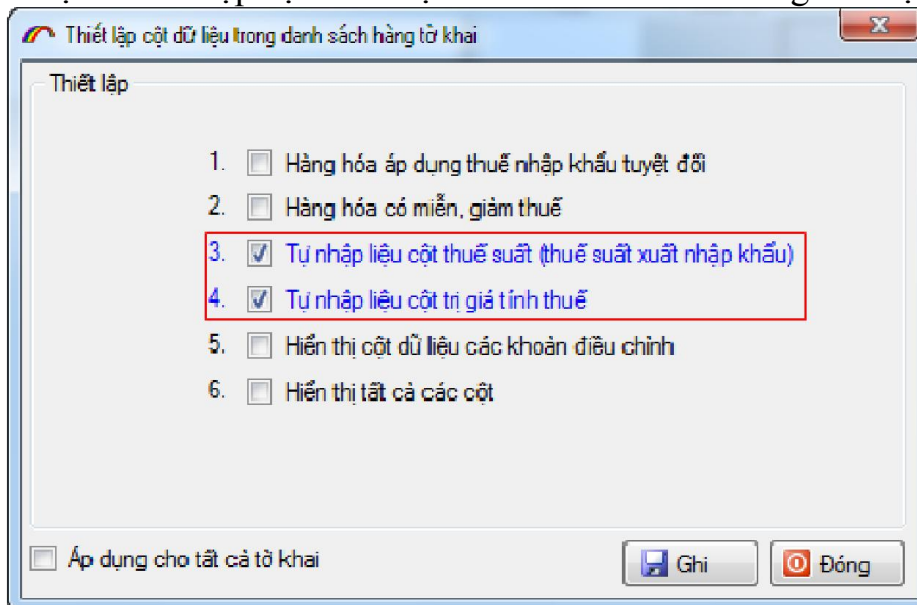 Thiết lập cột dữ liệu trong danh sách hàng tờ khai
Thiết lập
1. Hàng hóa áp dụng thuế nhập khẩu tuyệt đối
2. Hàng hóa có miễn, giảm thuế
3. Tự nhập liệu cột thuế suất (thuế suất xuất nhập khẩu)
4. Tự nhập liệu cột trị giá tính thuế
5. Hiển thị cột dữ liệu các khoản điều chỉnh
6. Hiển thị tất cả các cột
Áp dụng cho tất cả tờ khai
Ghi
Đóng